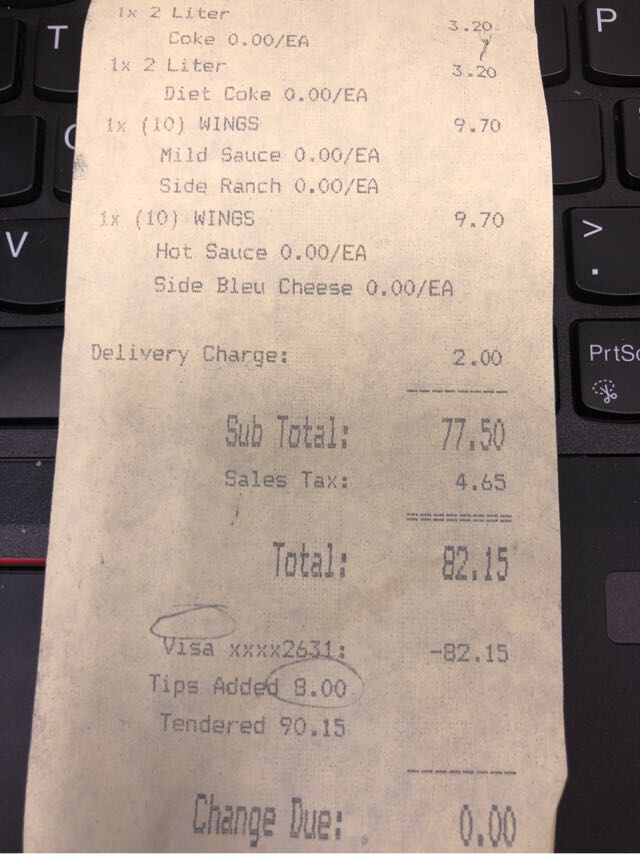 1x 2 Liter 3.20
Coke 0.00/EA
1x 2 Liter 3.20
Diet Coke 0.00/EA
1x (10) WINGS 9.70
Mild Sauce 0.00/EA
Side Ranch 0.00/EA
1x (10) WINGS 9.70
Hot Sauce 0.00/EA
Side Bleu Cheese 0.00/EA
Delivery Charge: 2.00
Sub Total: 77.50
Sales Tax: 4.65
Total: 82.15
Visa xxxx2631: -82.15
Tips Added 8.00
Tendered 90.15
Change Due: 0.00
T
P
V
>
.
PrtSc